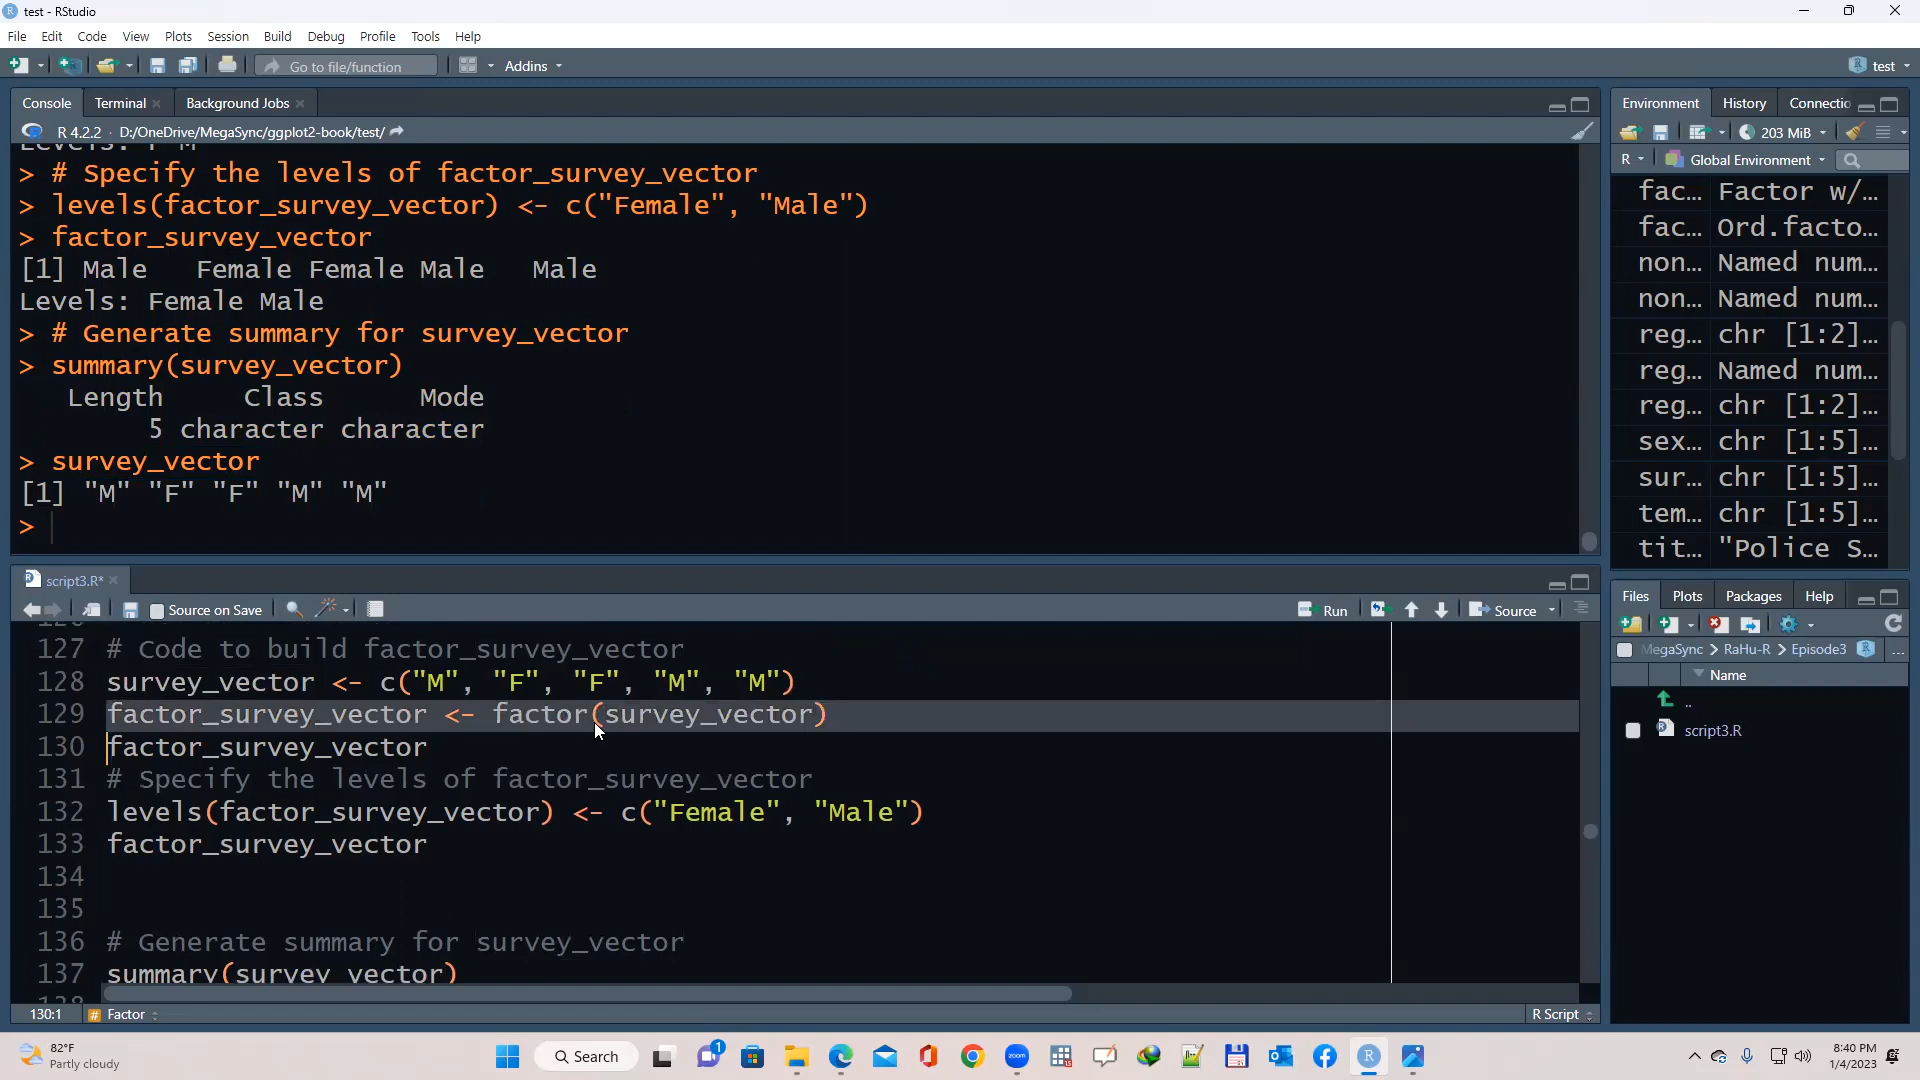 test - RStudio
File Edit Code View Plots Session Build Debug Profile Tools Help
Go to file/function Addins test
Console Terminal Background Jobs
R 4.2.2 · D:/OneDrive/MegaSync/ggplot2-book/test/
> # Specify the levels of factor_survey_vector
> levels(factor_survey_vector) <- c("Female", "Male")
> factor_survey_vector
[1] Male   Female Female Male   Male
Levels: Female Male
> # Generate summary for survey_vector
> summary(survey_vector)
Length Class Mode
5 character character
> survey_vector
[1] "M" "F" "F" "M" "M"
>
script3.R*
Source on Save Run Source
127 # Code to build factor_survey_vector
128 survey_vector <- c("M", "F", "F", "M", "M")
129 factor_survey_vector <- factor(survey_vector)
130 factor_survey_vector
131 # Specify the levels of factor_survey_vector
132 levels(factor_survey_vector) <- c("Female", "Male")
133 factor_survey_vector
134
135
136 # Generate summary for survey_vector
137 summary(survey_vector)
130:1 # Factor R Script
Environment History Connectio
203 MiB
R Global Environment
fac... Factor w/...
fac... Ord.facto...
non... Named num...
non... Named num...
reg... chr [1:2]...
reg... Named num...
reg... chr [1:2]...
sex... chr [1:5]...
sur... chr [1:5]...
tem... chr [1:5]...
tit... "Police S...
Files Plots Packages Help
MegaSync > RaHu-R > Episode3 ...
Name
..
script3.R
82°F
Partly cloudy
Search
1
zoom
8:40 PM
1/4/2023